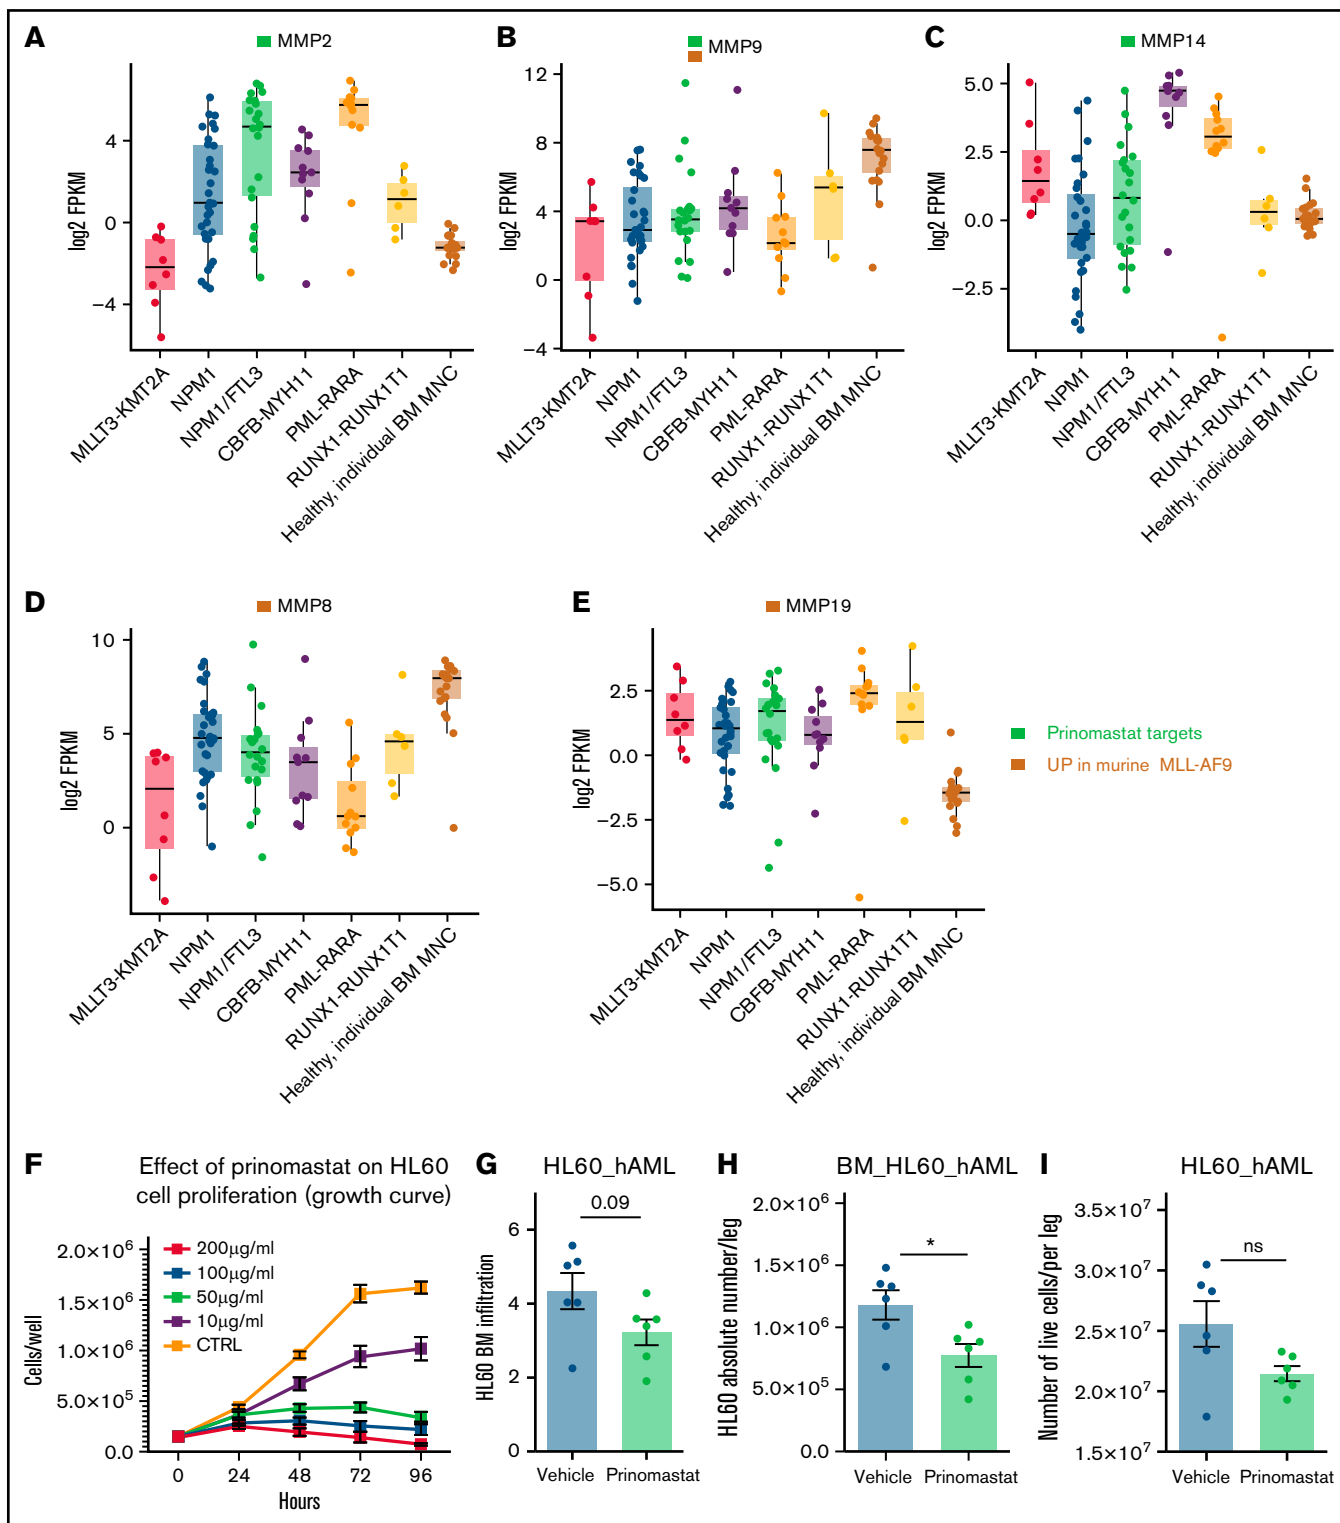 A
MMP2
log2 FPKM
4
0
−4
MLLT3-KMT2A
NPM1
NPM1/FTL3
CBFB-MYH11
PML-RARA
RUNX1-RUNX1T1
Healthy, individual BM MNC
B
MMP9
log2 FPKM
12
8
4
0
−4
MLLT3-KMT2A
NPM1
NPM1/FTL3
CBFB-MYH11
PML-RARA
RUNX1-RUNX1T1
Healthy, individual BM MNC
C
MMP14
log2 FPKM
5.0
2.5
0.0
−2.5
MLLT3-KMT2A
NPM1
NPM1/FTL3
CBFB-MYH11
PML-RARA
RUNX1-RUNX1T1
Healthy, individual BM MNC
D
MMP8
log2 FPKM
10
5
0
MLLT3-KMT2A
NPM1
NPM1/FTL3
CBFB-MYH11
PML-RARA
RUNX1-RUNX1T1
Healthy, individual BM MNC
E
MMP19
log2 FPKM
2.5
0.0
−2.5
−5.0
MLLT3-KMT2A
NPM1
NPM1/FTL3
CBFB-MYH11
PML-RARA
RUNX1-RUNX1T1
Healthy, individual BM MNC
Prinomastat targets
UP in murine MLL-AF9
F
Effect of prinomastat on HL60
cell proliferation (growth curve)
Cells/well
2.0×10⁶
1.5×10⁶
1.0×10⁶
5.0×10⁵
0.0
200µg/ml
100µg/ml
50µg/ml
10µg/ml
CTRL
0 24 48 72 96
Hours
G
HL60_hAML
HL60 BM infiltration
0.09
6
4
2
0
Vehicle Prinomastat
H
BM_HL60_hAML
HL60 absolute number/leg
2.0×10⁶
1.5×10⁶
1.0×10⁶
5.0×10⁵
0.0
*
Vehicle Prinomastat
I
HL60_hAML
Number of live cells/per leg
3.5×10⁷
3.0×10⁷
2.5×10⁷
2.0×10⁷
1.5×10⁷
ns
Vehicle Prinomastat